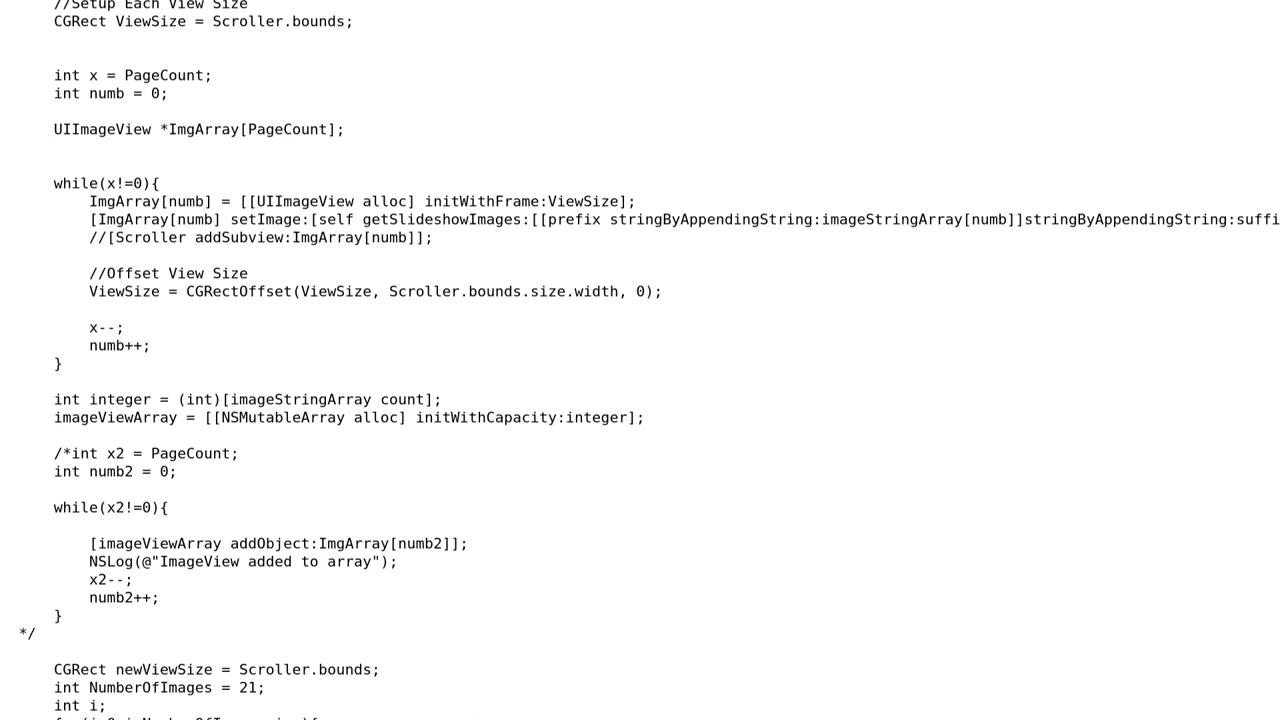 //Setup Each View Size
CGRect ViewSize = Scroller.bounds;
int x = PageCount;
int numb = 0;
UIImageView *ImgArray[PageCount];
while(x!=0){
ImgArray[numb] = [[UIImageView alloc] initWithFrame:ViewSize];
[ImgArray[numb] setImage:[self getSlideshowImages:[[prefix stringByAppendingString:imageStringArray[numb]]stringByAppendingString:suffi
//[Scroller addSubview:ImgArray[numb]];
//Offset View Size
ViewSize = CGRectOffset(ViewSize, Scroller.bounds.size.width, 0);
x--;
numb++;
}
int integer = (int)[imageStringArray count];
imageViewArray = [[NSMutableArray alloc] initWithCapacity:integer];
/*int x2 = PageCount;
int numb2 = 0;
while(x2!=0){
[imageViewArray addObject:ImgArray[numb2]];
NSLog(@"ImageView added to array");
x2--;
numb2++;
}
*/
CGRect newViewSize = Scroller.bounds;
int NumberOfImages = 21;
int i;